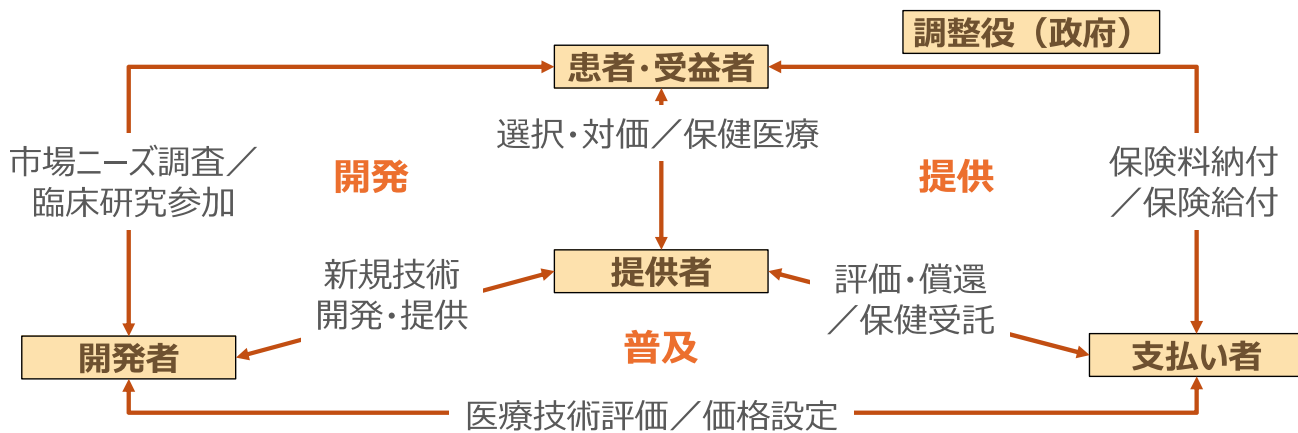 調整役（政府）
患者・受益者
選択・対価／保健医療
市場ニーズ調査／
臨床研究参加
開発
提供
保険料納付
／保険給付
提供者
新規技術
開発・提供
評価・償還
／保健受託
普及
開発者
支払い者
医療技術評価／価格設定